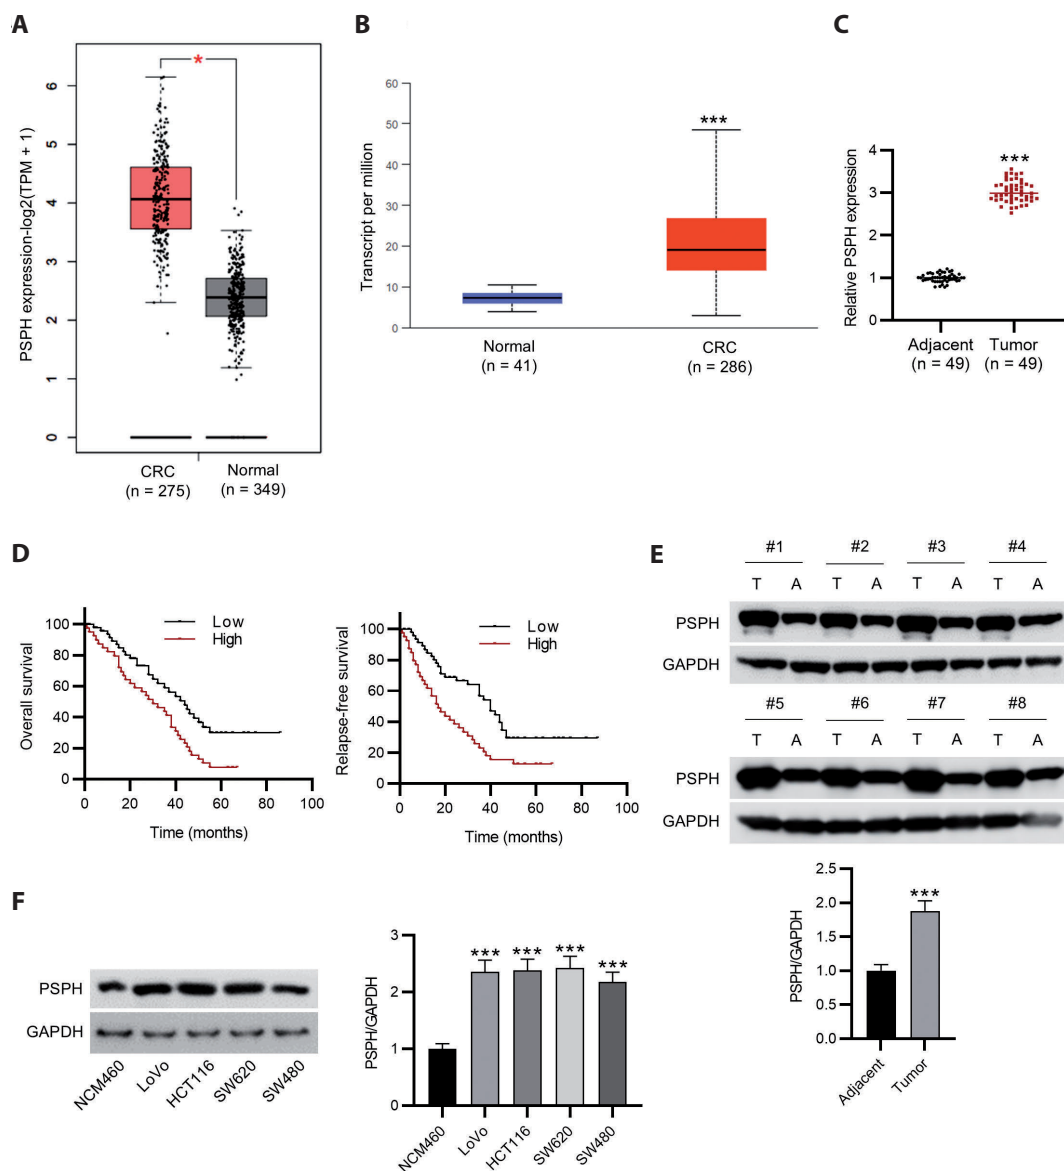 A
PSPH expression-log2(TPM + 1)
6
5
4
3
2
1
0
*
CRC
(n = 275)
Normal
(n = 349)
B
Transcript per million
60
50
40
30
20
10
0
***
Normal
(n = 41)
CRC
(n = 286)
C
Relative PSPH expression
4
3
2
1
0
***
Adjacent
(n = 49)
Tumor
(n = 49)
D
Overall survival
100
80
60
40
20
0
Low
High
0 20 40 60 80 100
Time (months)
Relapse-free survival
100
80
60
40
20
0
Low
High
0 20 40 60 80 100
Time (months)
E
#1 #2 #3 #4
T A T A T A T A
PSPH
GAPDH
#5 #6 #7 #8
T A T A T A T A
PSPH
GAPDH
PSPH/GAPDH
2.5
2.0
1.5
1.0
0.5
0.0
***
Adjacent
Tumor
F
PSPH
GAPDH
NCM460
LoVo
HCT116
SW620
SW480
PSPH/GAPDH
3
2
1
0
*** *** *** ***
NCM460
LoVo
HCT116
SW620
SW480